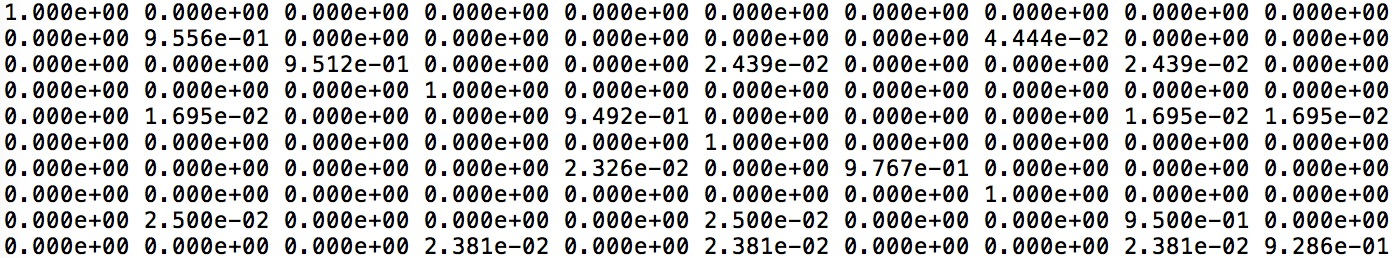 1.000e+00 0.000e+00 0.000e+00 0.000e+00 0.000e+00 0.000e+00 0.000e+00 0.000e+00 0.000e+00 0.000e+00
0.000e+00 9.556e-01 0.000e+00 0.000e+00 0.000e+00 0.000e+00 0.000e+00 4.444e-02 0.000e+00 0.000e+00
0.000e+00 0.000e+00 9.512e-01 0.000e+00 0.000e+00 2.439e-02 0.000e+00 0.000e+00 2.439e-02 0.000e+00
0.000e+00 0.000e+00 0.000e+00 1.000e+00 0.000e+00 0.000e+00 0.000e+00 0.000e+00 0.000e+00 0.000e+00
0.000e+00 1.695e-02 0.000e+00 0.000e+00 9.492e-01 0.000e+00 0.000e+00 0.000e+00 1.695e-02 1.695e-02
0.000e+00 0.000e+00 0.000e+00 0.000e+00 0.000e+00 1.000e+00 0.000e+00 0.000e+00 0.000e+00 0.000e+00
0.000e+00 0.000e+00 0.000e+00 0.000e+00 2.326e-02 0.000e+00 9.767e-01 0.000e+00 0.000e+00 0.000e+00
0.000e+00 0.000e+00 0.000e+00 0.000e+00 0.000e+00 0.000e+00 0.000e+00 1.000e+00 0.000e+00 0.000e+00
0.000e+00 2.500e-02 0.000e+00 0.000e+00 0.000e+00 2.500e-02 0.000e+00 0.000e+00 9.500e-01 0.000e+00
0.000e+00 0.000e+00 0.000e+00 2.381e-02 0.000e+00 2.381e-02 0.000e+00 0.000e+00 2.381e-02 9.286e-01